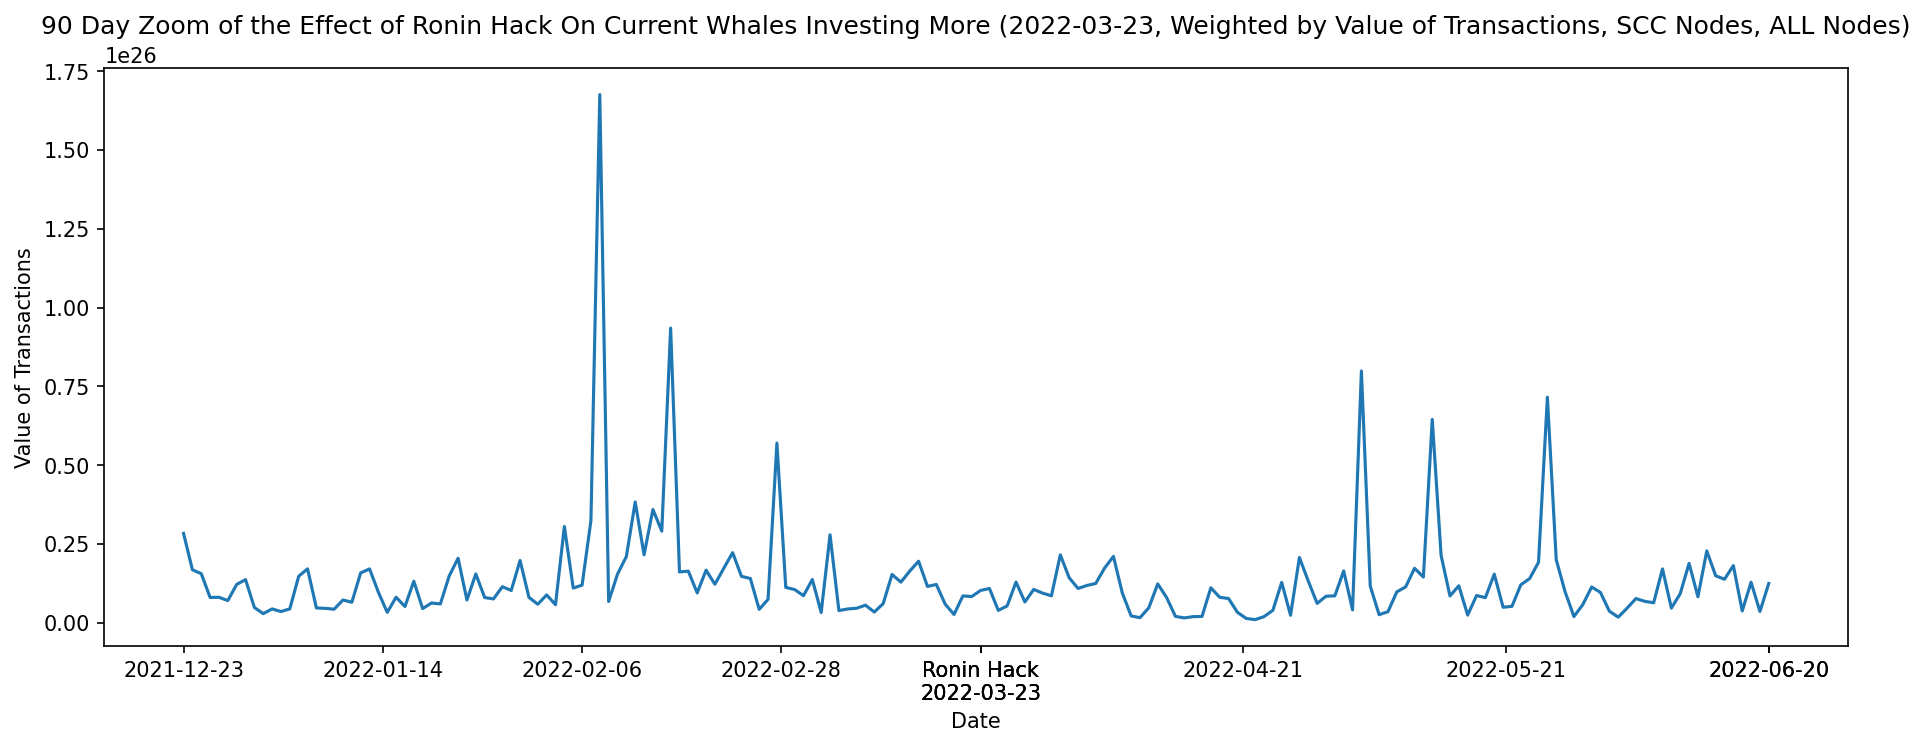 90 Day Zoom of the Effect of Ronin Hack On Current Whales Investing More (2022-03-23, Weighted by Value of Transactions, SCC Nodes, ALL Nodes)
1e26
1.75
1.50
1.25
1.00
0.75
0.50
0.25
0.00
Value of Transactions
2021-12-23 2022-01-14 2022-02-06 2022-02-28 Ronin Hack 2022-04-21 2022-05-21 2022-06-20
2022-03-23
Date